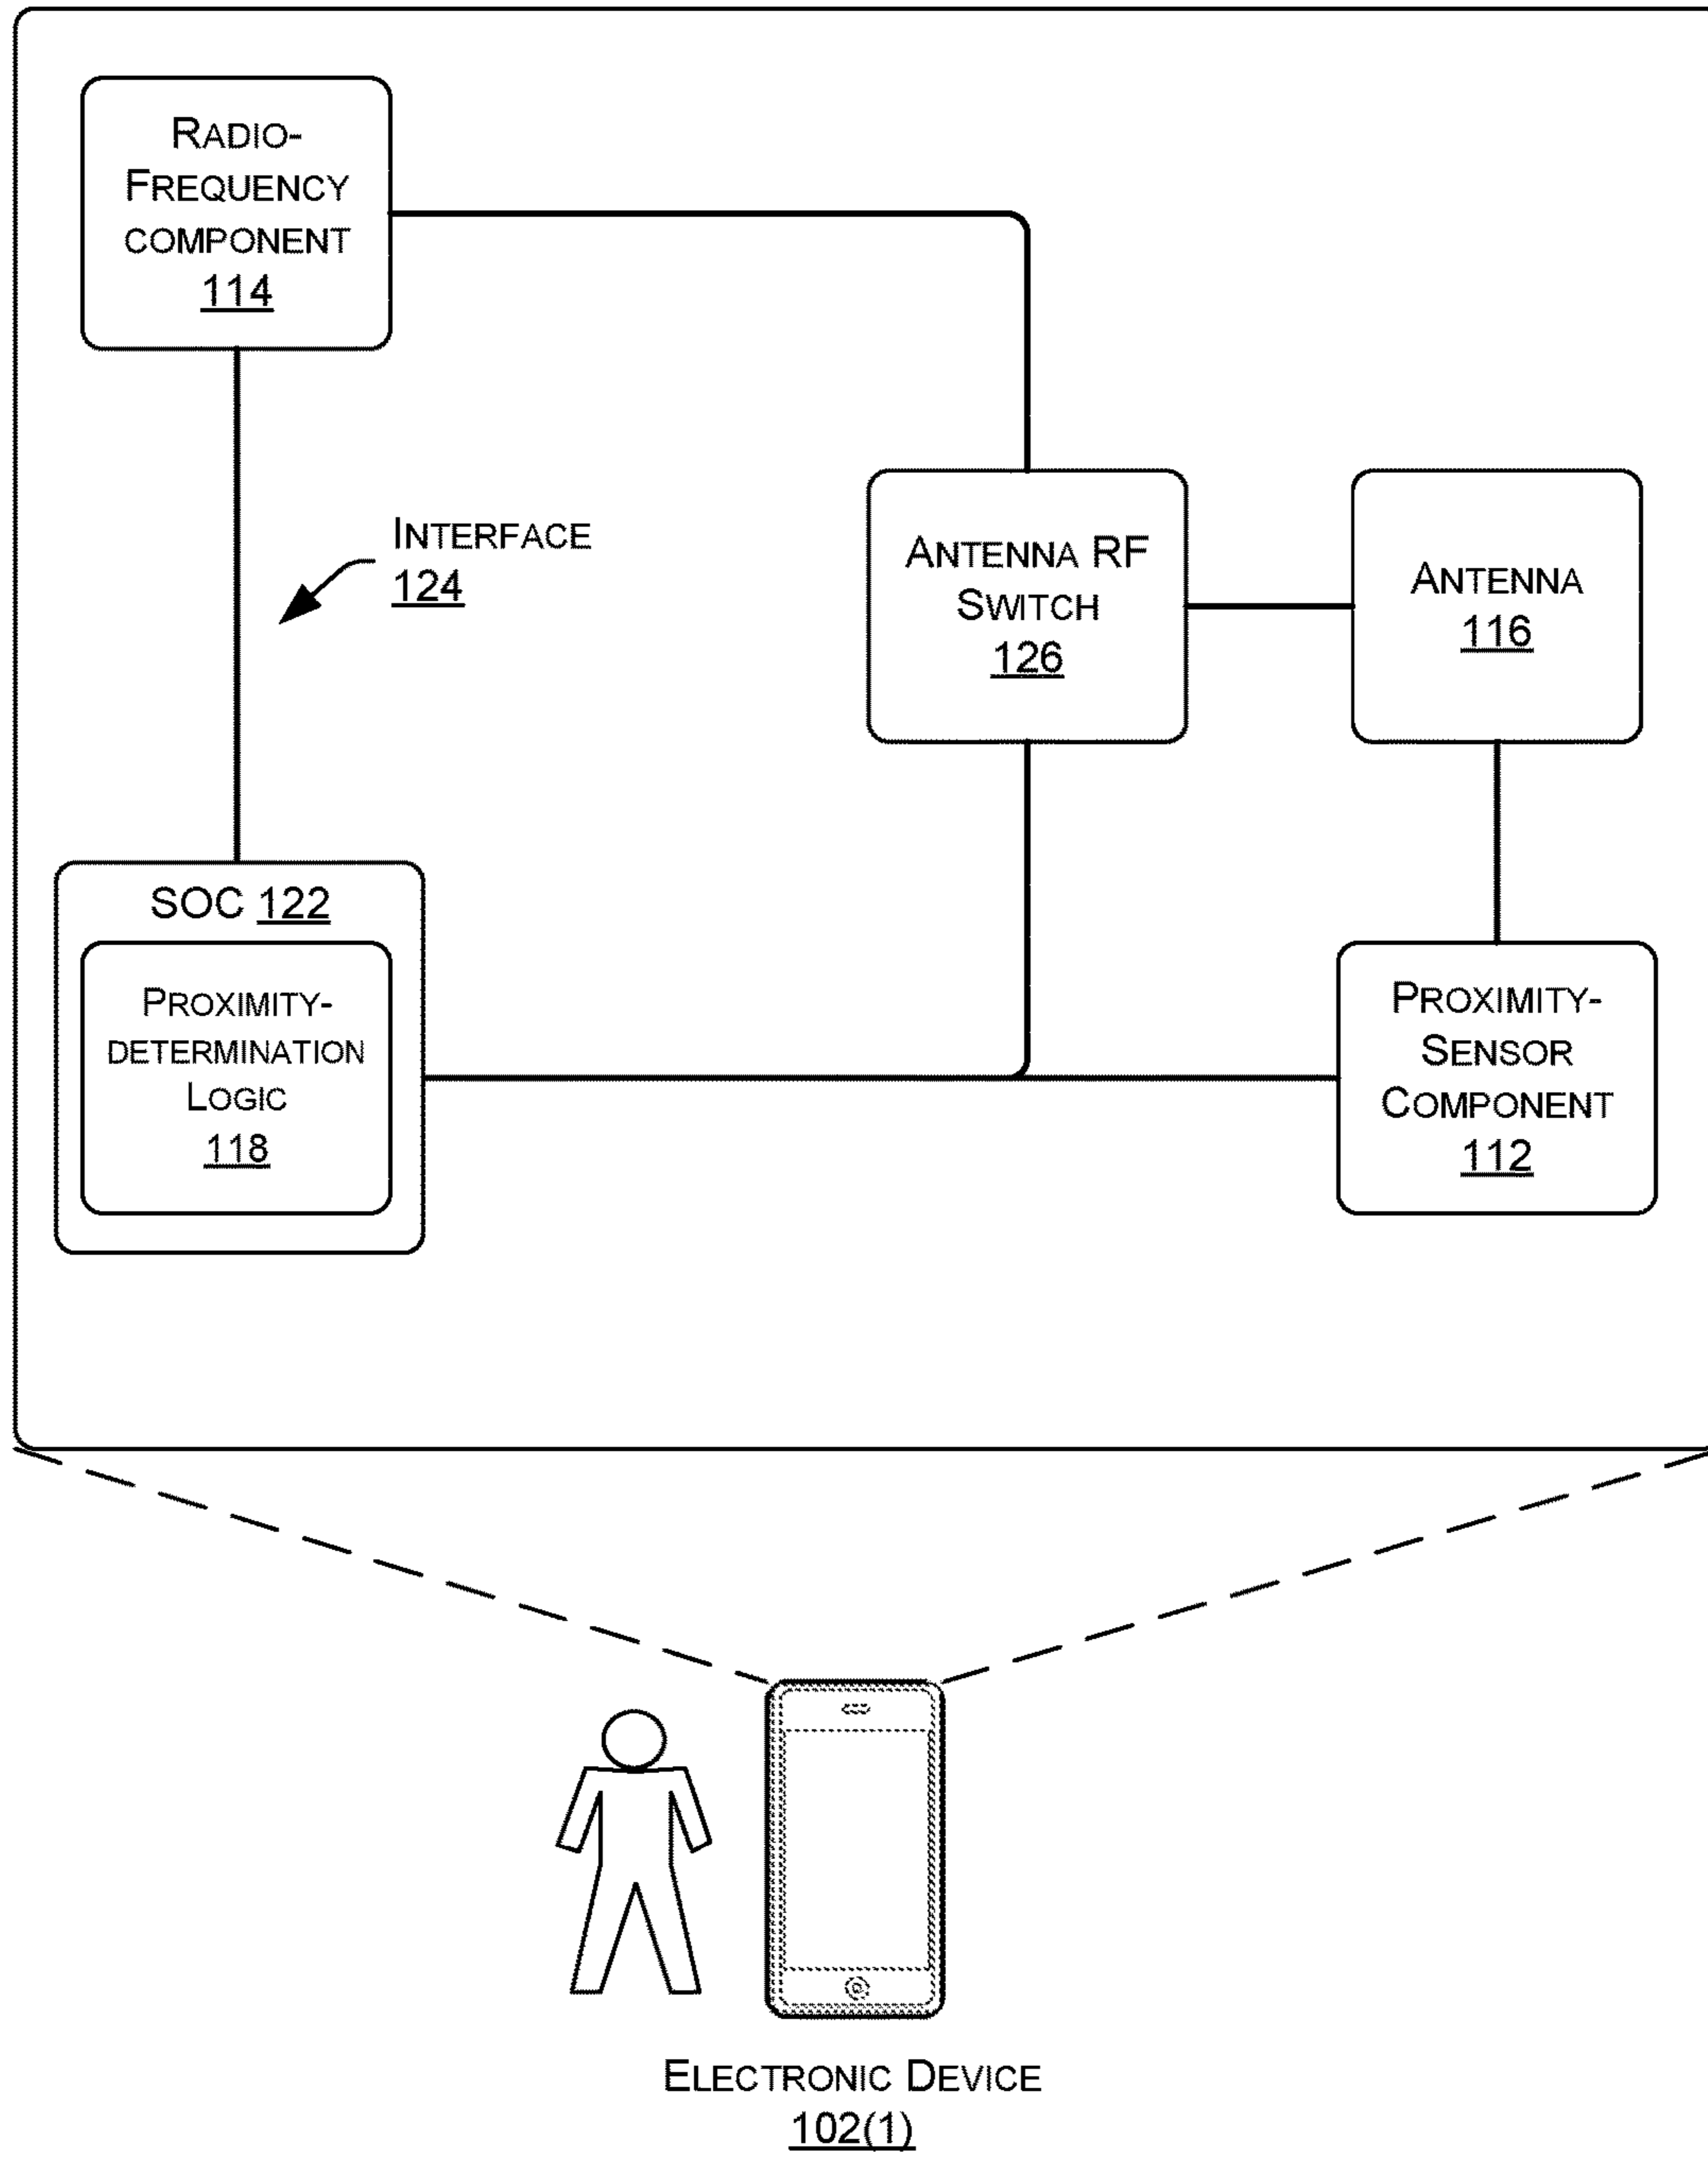 RADIO-
FREQUENCY
COMPONENT
114
INTERFACE
124
ANTENNA RF
SWITCH
126
ANTENNA
116
SOC 122
PROXIMITY-
DETERMINATION
LOGIC
118
PROXIMITY-
SENSOR
COMPONENT
112
ELECTRONIC DEVICE
102(1)